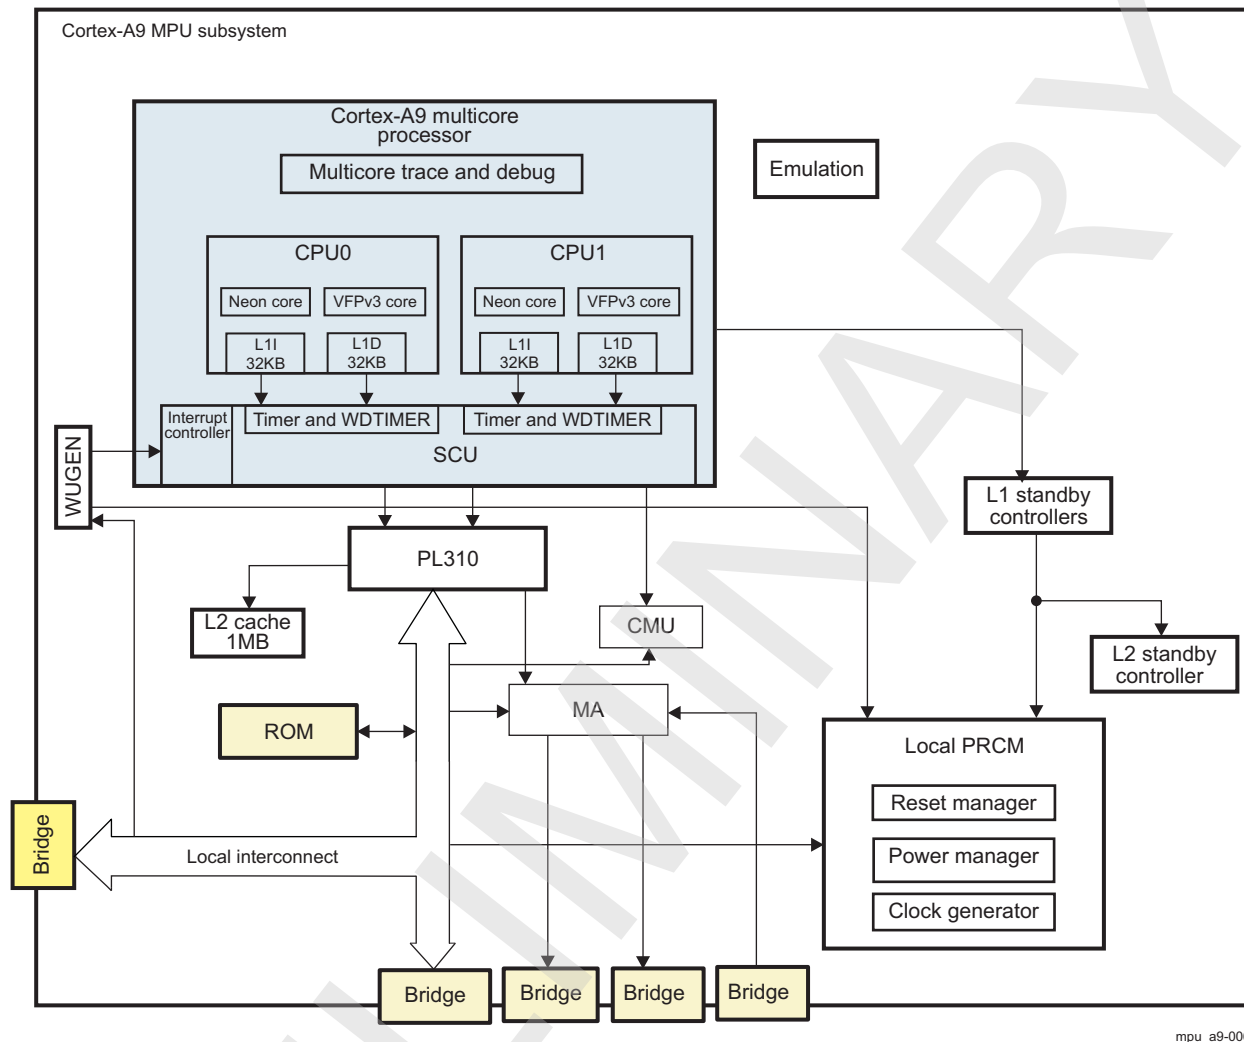 Cortex-A9 MPU subsystem
Cortex-A9 multicore
processor
Multicore trace and debug
Emulation
CPU0
CPU1
Neon core
VFPv3 core
Neon core
VFPv3 core
L1I
32KB
L1D
32KB
L1I
32KB
L1D
32KB
Interrupt
controller
Timer and WDTIMER
Timer and WDTIMER
SCU
WUGEN
L1 standby
controllers
PL310
L2 cache
1MB
CMU
L2 standby
controller
MA
ROM
Local PRCM
Reset manager
Power manager
Clock generator
Bridge
Local interconnect
Bridge
Bridge
Bridge
Bridge